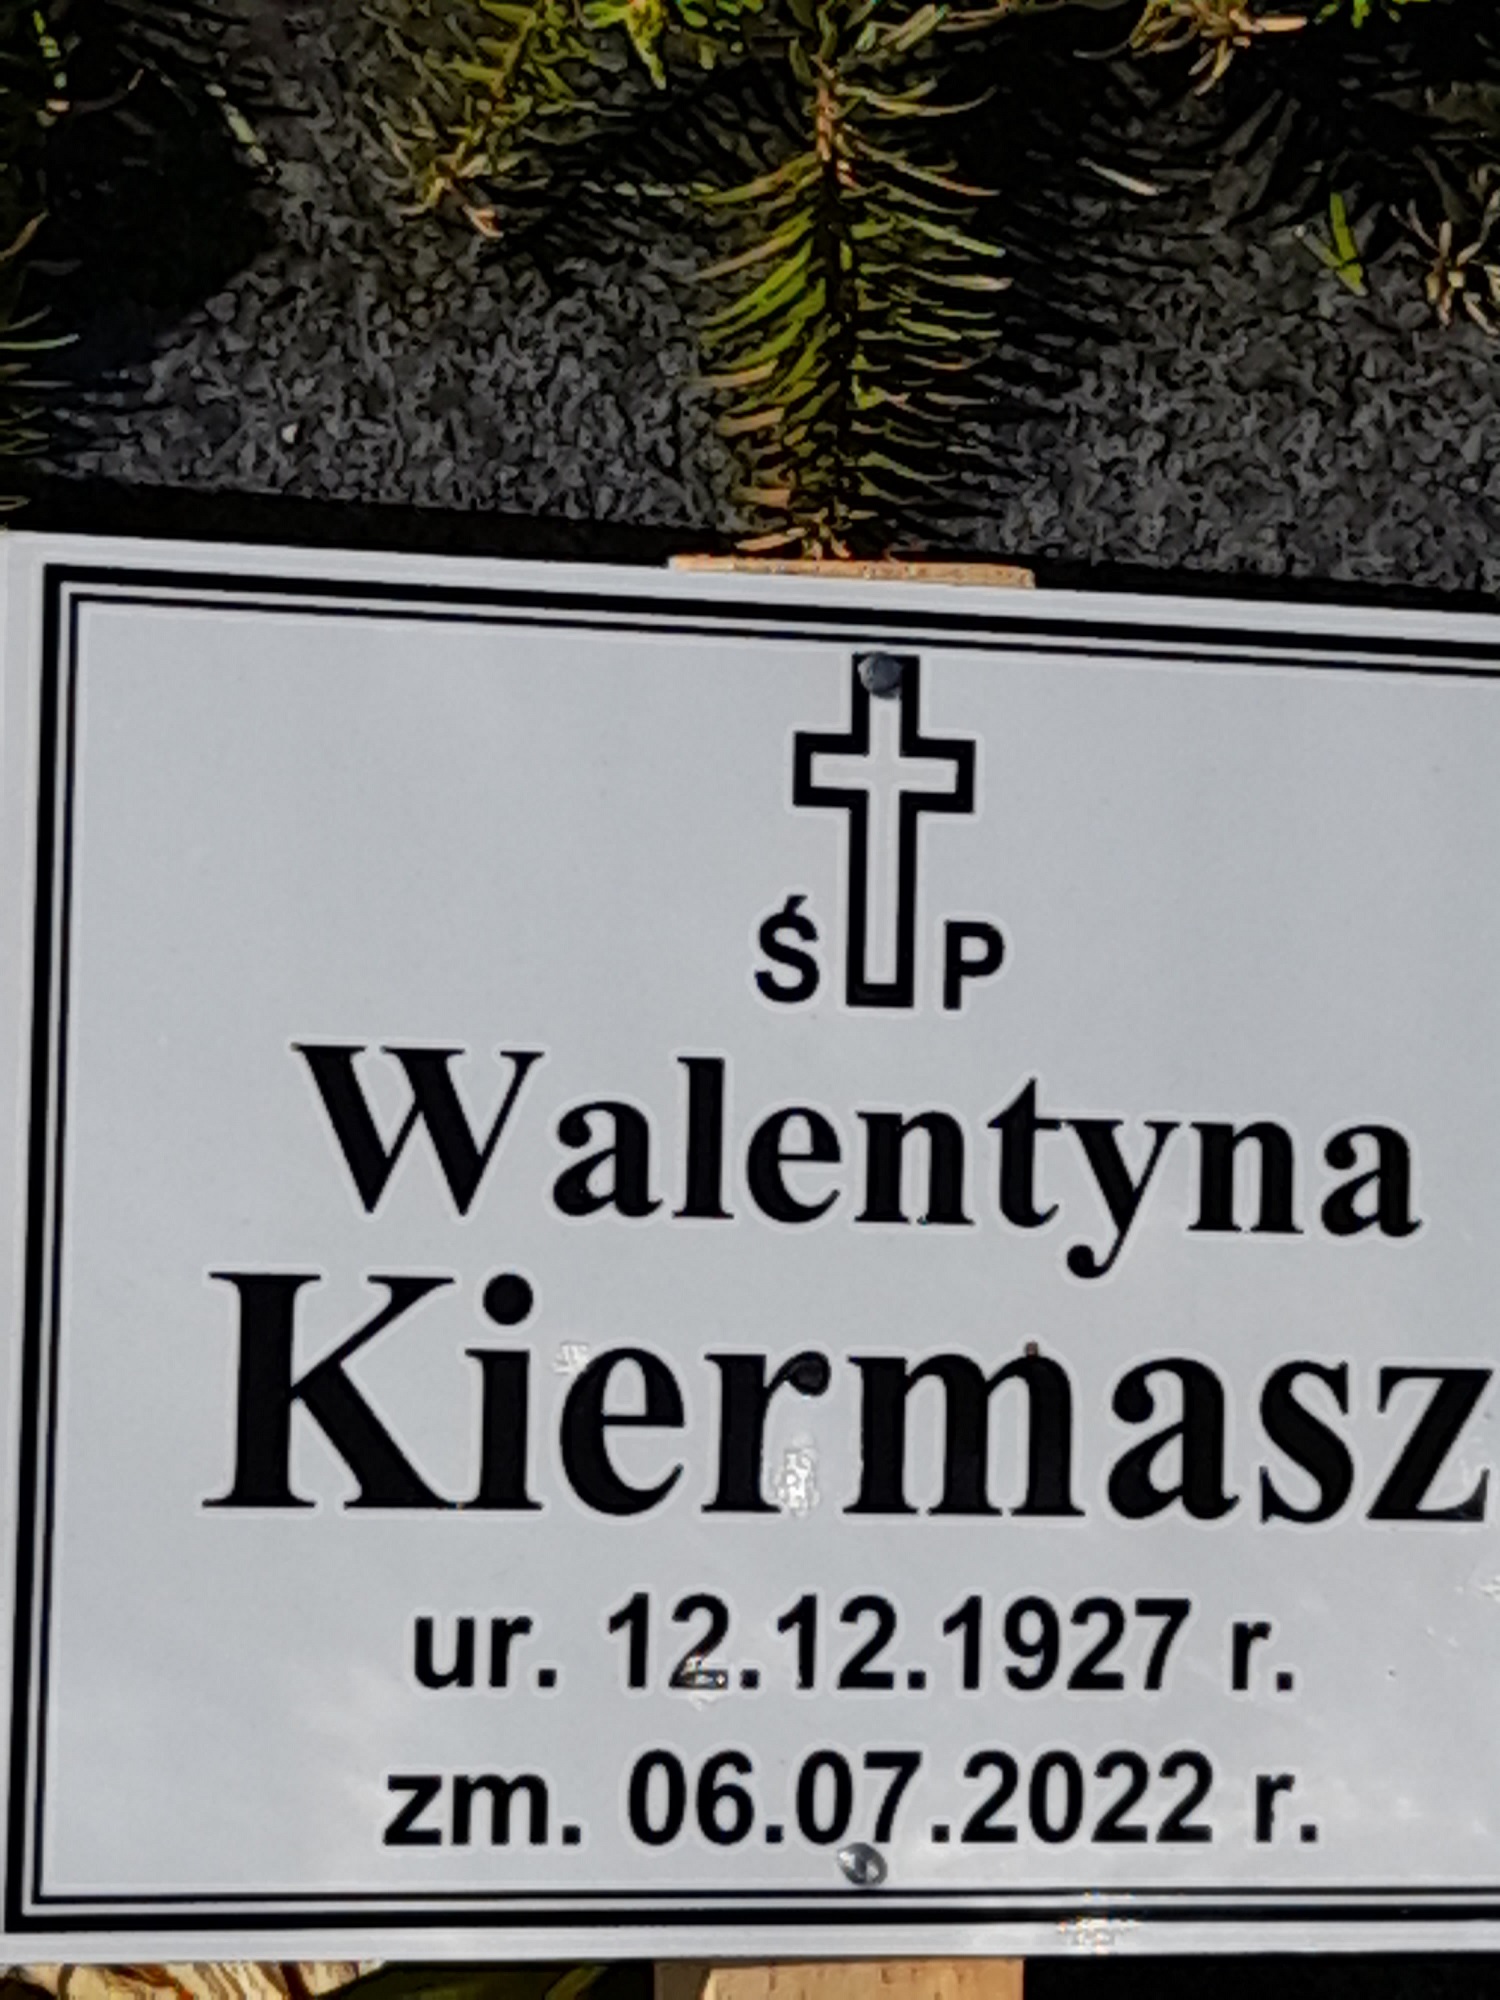 Ś P
Walentyna
Kiermasz
ur. 12.12.1927 r.
zm. 06.07.2022 r.